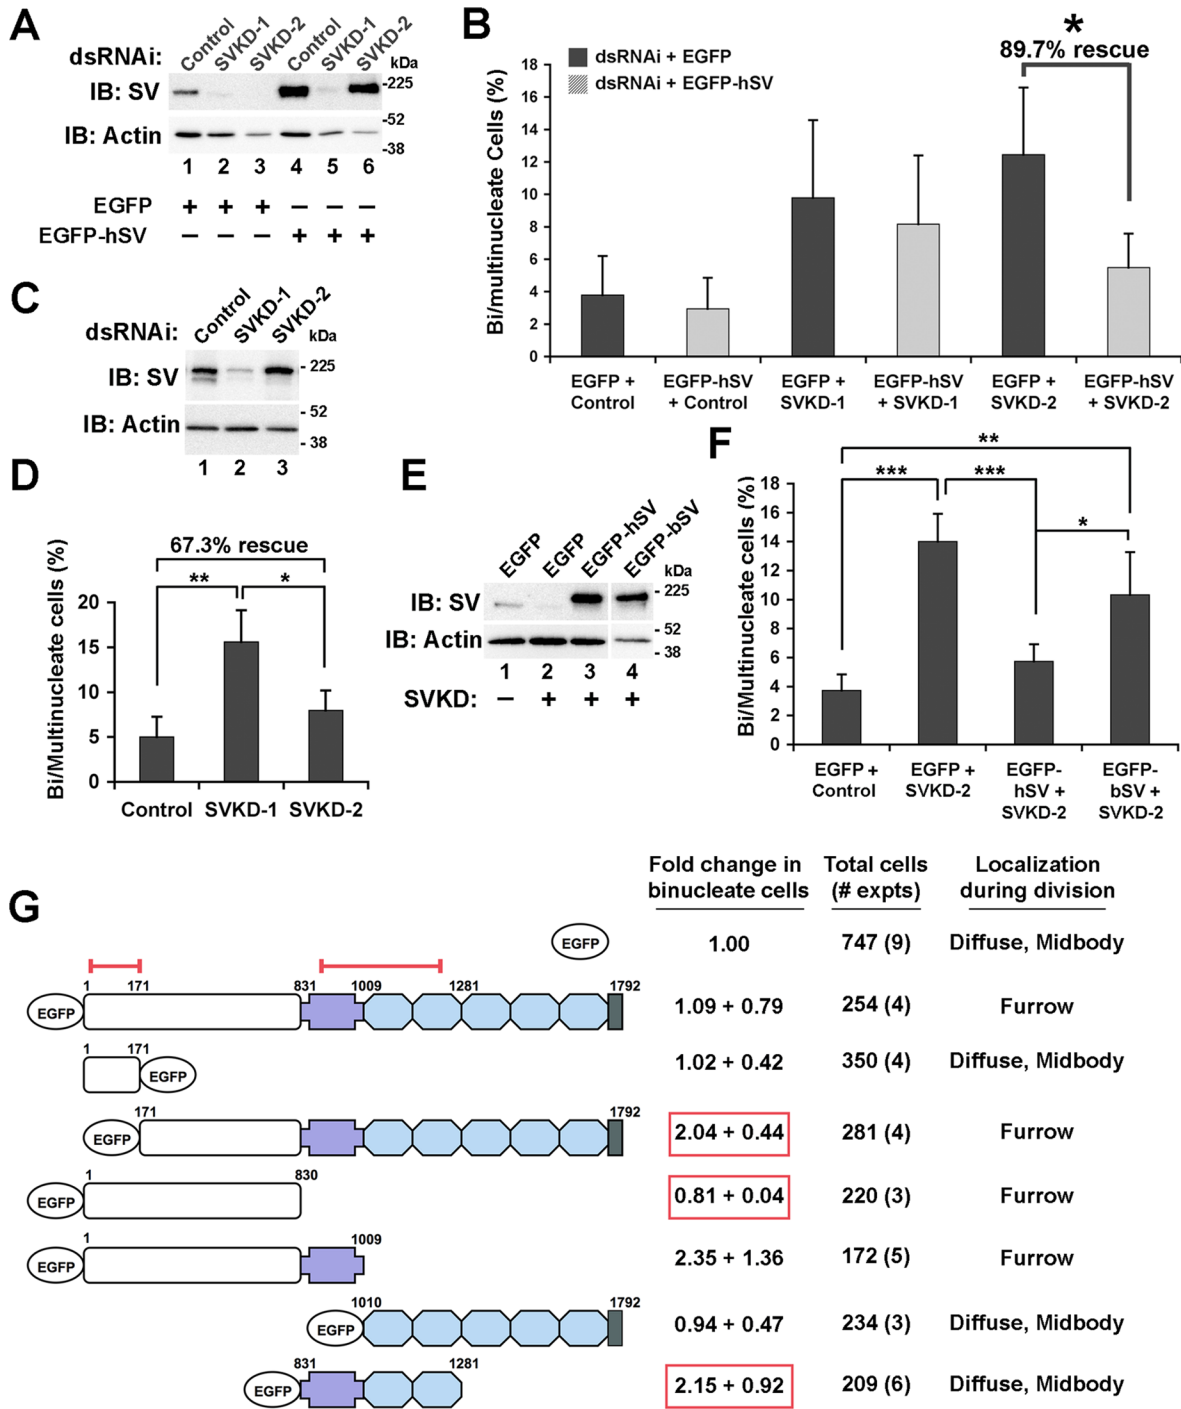 A
dsRNAi:
Control
SVKD-1
SVKD-2
Control
SVKD-1
SVKD-2
kDa
IB: SV
-225
IB: Actin
-52
-38
1 2 3 4 5 6
EGFP + + + – – –
EGFP-hSV – – – + + +
B
*
89.7% rescue
dsRNAi + EGFP
dsRNAi + EGFP-hSV
Bi/multinucleate Cells (%)
18
16
14
12
10
8
6
4
2
0
EGFP +
Control
EGFP-hSV
+ Control
EGFP +
SVKD-1
EGFP-hSV
+ SVKD-1
EGFP +
SVKD-2
EGFP-hSV
+ SVKD-2
C
dsRNAi:
Control
SVKD-1
SVKD-2
kDa
IB: SV
- 225
IB: Actin
- 52
- 38
1 2 3
D
67.3% rescue
** *
Bi/Multinucleate cells (%)
20
15
10
5
0
Control SVKD-1 SVKD-2
E
EGFP
EGFP
EGFP-hSV
EGFP-bSV
kDa
IB: SV
- 225
IB: Actin
- 52
- 38
1 2 3 4
SVKD: – + + +
F
**
*** ***
*
Bi/Multinucleate cells (%)
18
16
14
12
10
8
6
4
2
0
EGFP +
Control
EGFP +
SVKD-2
EGFP-
hSV +
SVKD-2
EGFP-
bSV +
SVKD-2
G
Fold change in
binucleate cells
Total cells
(# expts)
Localization
during division
EGFP 1.00 747 (9) Diffuse, Midbody
1 171 831 1009 1281 1792
EGFP 1.09 + 0.79 254 (4) Furrow
1 171
EGFP 1.02 + 0.42 350 (4) Diffuse, Midbody
171 1792
EGFP 2.04 + 0.44 281 (4) Furrow
1 830
EGFP 0.81 + 0.04 220 (3) Furrow
1 1009
EGFP 2.35 + 1.36 172 (5) Furrow
1010 1792
EGFP 0.94 + 0.47 234 (3) Diffuse, Midbody
831 1281
EGFP 2.15 + 0.92 209 (6) Diffuse, Midbody